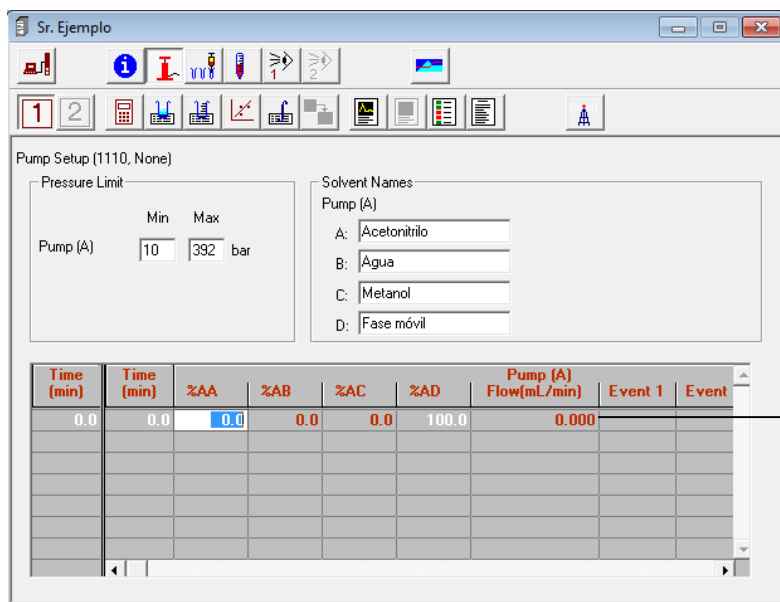 Sr. Ejemplo
1 2
1 2
Pump Setup (1110, None)
Pressure Limit
Min Max
Pump (A) 10 392 bar
Solvent Names
Pump (A)
A: Acetonitrilo
B: Agua
C: Metanol
D: Fase móvil
Time (min) Time (min) %AA %AB %AC %AD Pump (A) Flow(mL/min) Event 1 Event
0.0 0.0 0.0 0.0 0.0 100.0 0.000